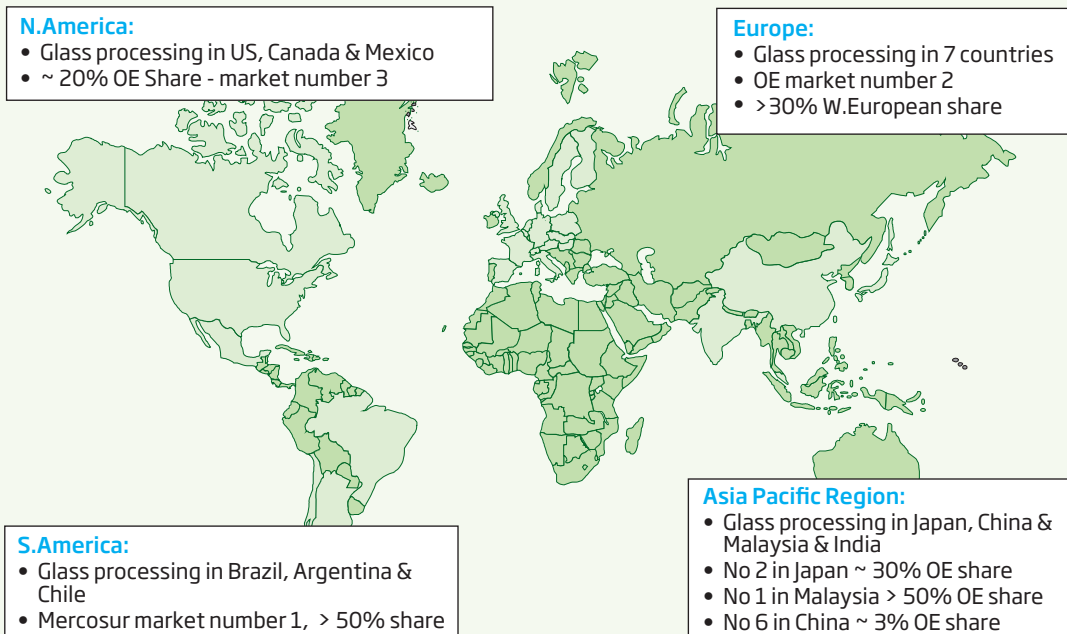 N.America:
• Glass processing in US, Canada & Mexico
• ~ 20% OE Share - market number 3
Europe:
• Glass processing in 7 countries
• OE market number 2
• >30% W.European share
S.America:
• Glass processing in Brazil, Argentina &
Chile
• Mercosur market number 1, > 50% share
Asia Pacific Region:
• Glass processing in Japan, China &
Malaysia & India
• No 2 in Japan ~ 30% OE share
• No 1 in Malaysia > 50% OE share
• No 6 in China ~ 3% OE share